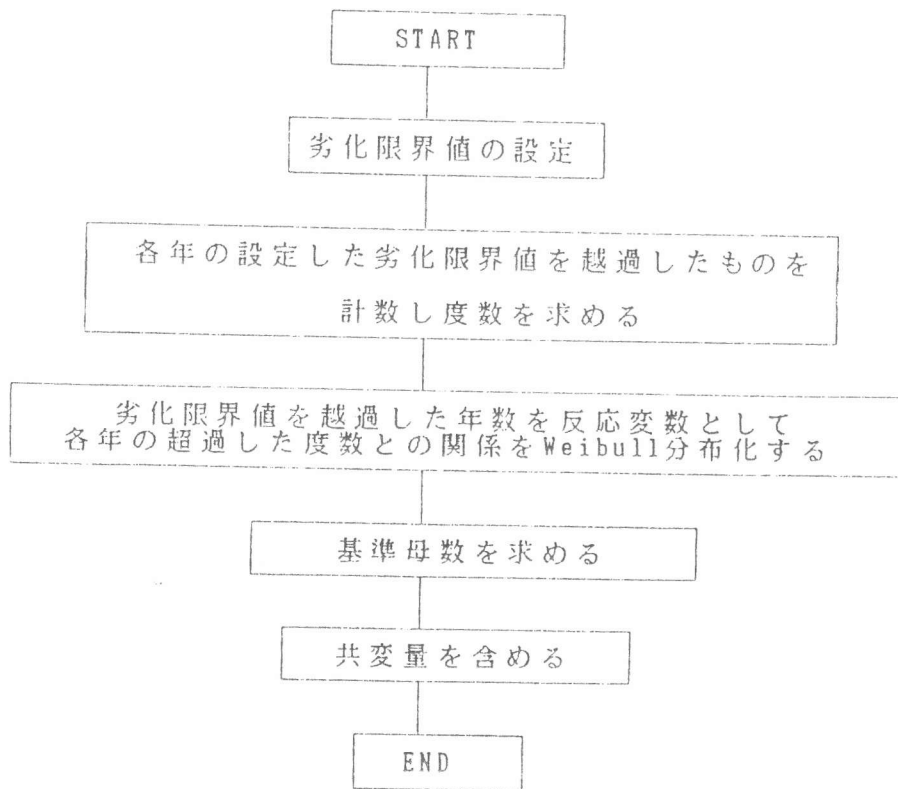 START
劣化限界値の設定
各年の設定した劣化限界値を越過したものを
計数し度数を求める
劣化限界値を越過した年数を反応変数として
各年の超過した度数との関係をWeibull分布化する
基準母数を求める
共変量を含める
END